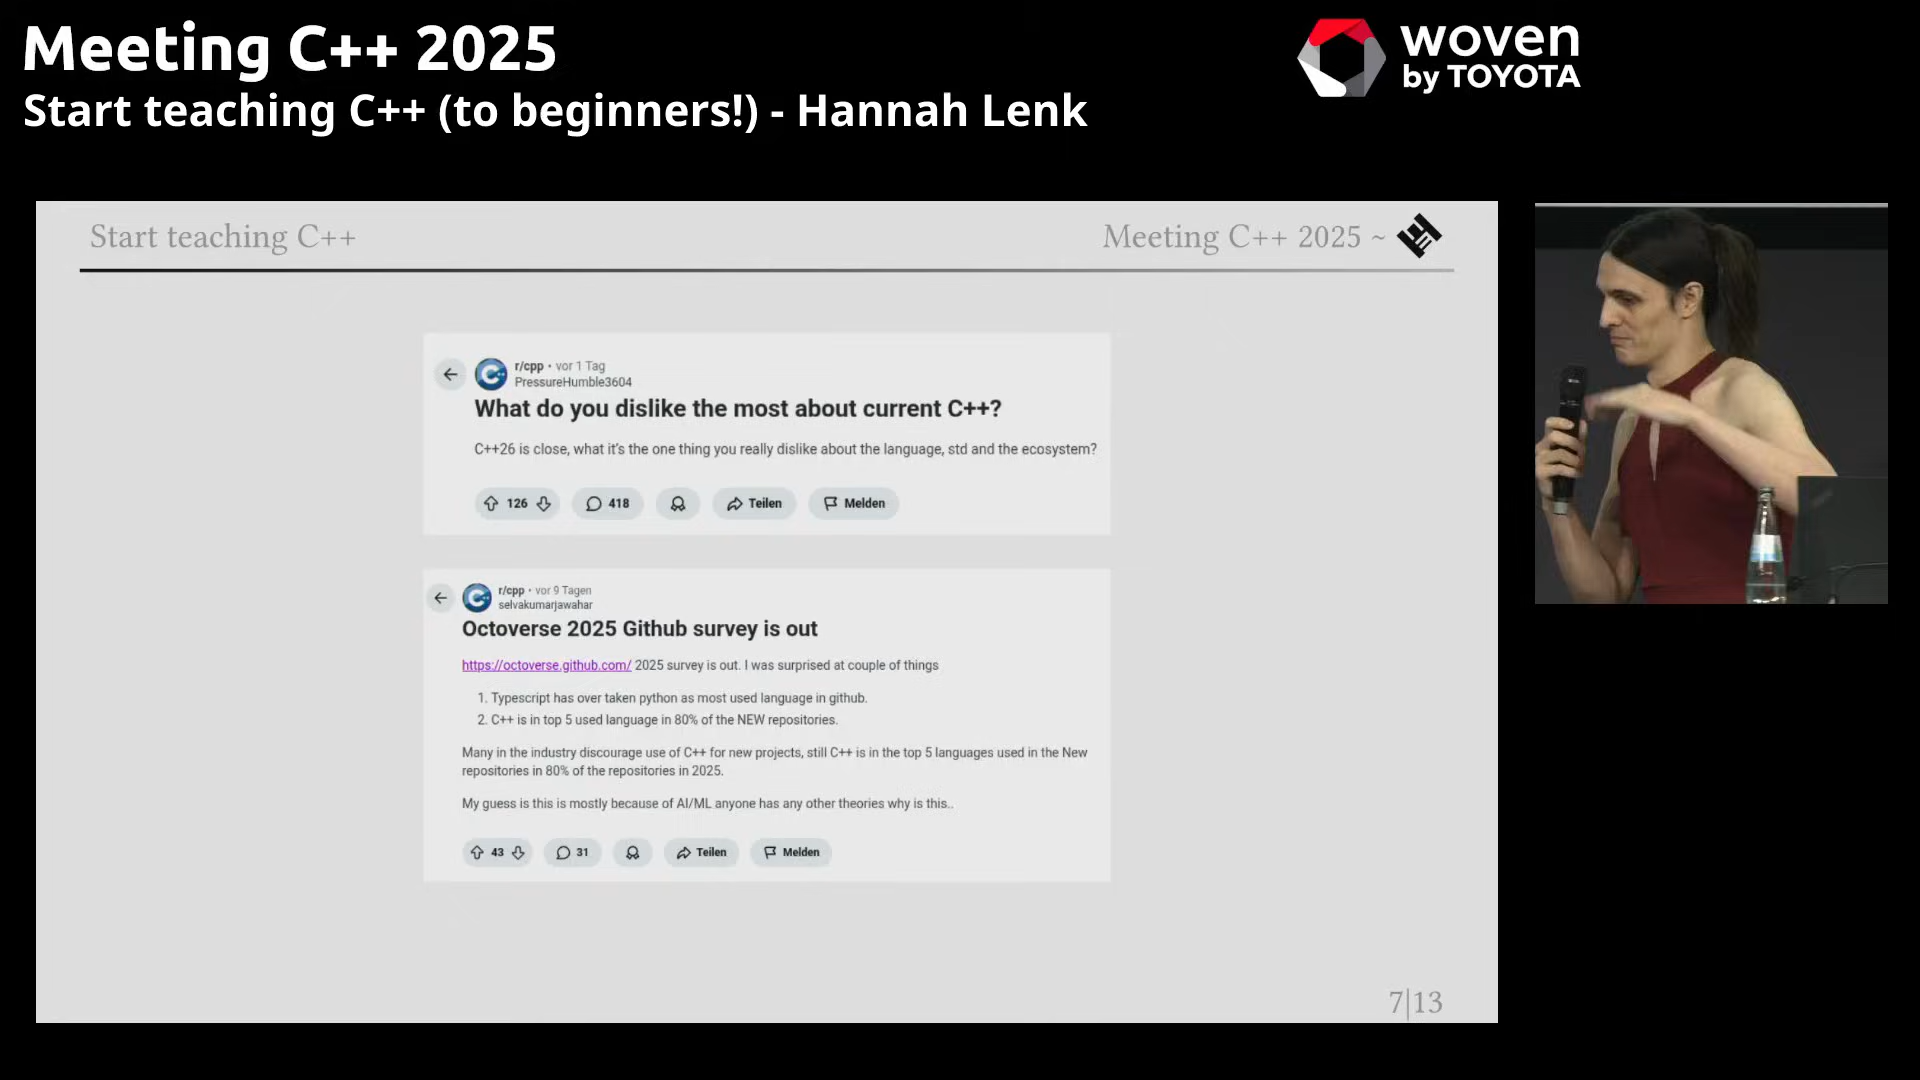 Meeting C++ 2025
Start teaching C++ (to beginners!) - Hannah Lenk
woven
by TOYOTA
Start teaching C++
Meeting C++ 2025 ~
r/cpp • vor 1 Tag
PressureHumble3604
What do you dislike the most about current C++?
C++26 is close, what it's the one thing you really dislike about the language, std and the ecosystem?
126
418
Teilen
Melden
r/cpp • vor 9 Tagen
selvakumarjawahar
Octoverse 2025 Github survey is out
https://octoverse.github.com/ 2025 survey is out. I was surprised at couple of things
1. Typescript has over taken python as most used language in github.
2. C++ is in top 5 used language in 80% of the NEW repositories.
Many in the industry discourage use of C++ for new projects, still C++ is in the top 5 languages used in the New
repositories in 80% of the repositories in 2025.
My guess is this is mostly because of AI/ML anyone has any other theories why is this..
43
31
Teilen
Melden
7|13